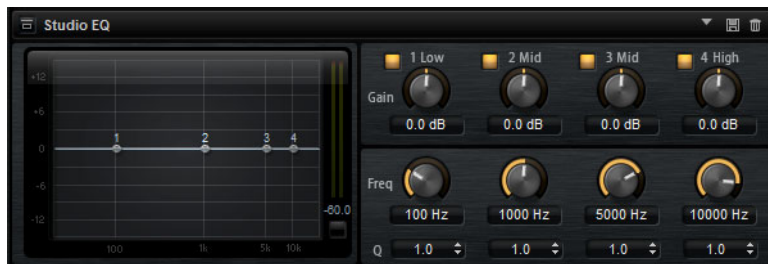 Studio EQ
+12
+6
0
-6
-12
1 2 3 4
-60.0
100 1k 5k 10k
1 Low 2 Mid 3 Mid 4 High
Gain
0.0 dB 0.0 dB 0.0 dB 0.0 dB
Freq
100 Hz 1000 Hz 5000 Hz 10000 Hz
Q 1.0 1.0 1.0 1.0